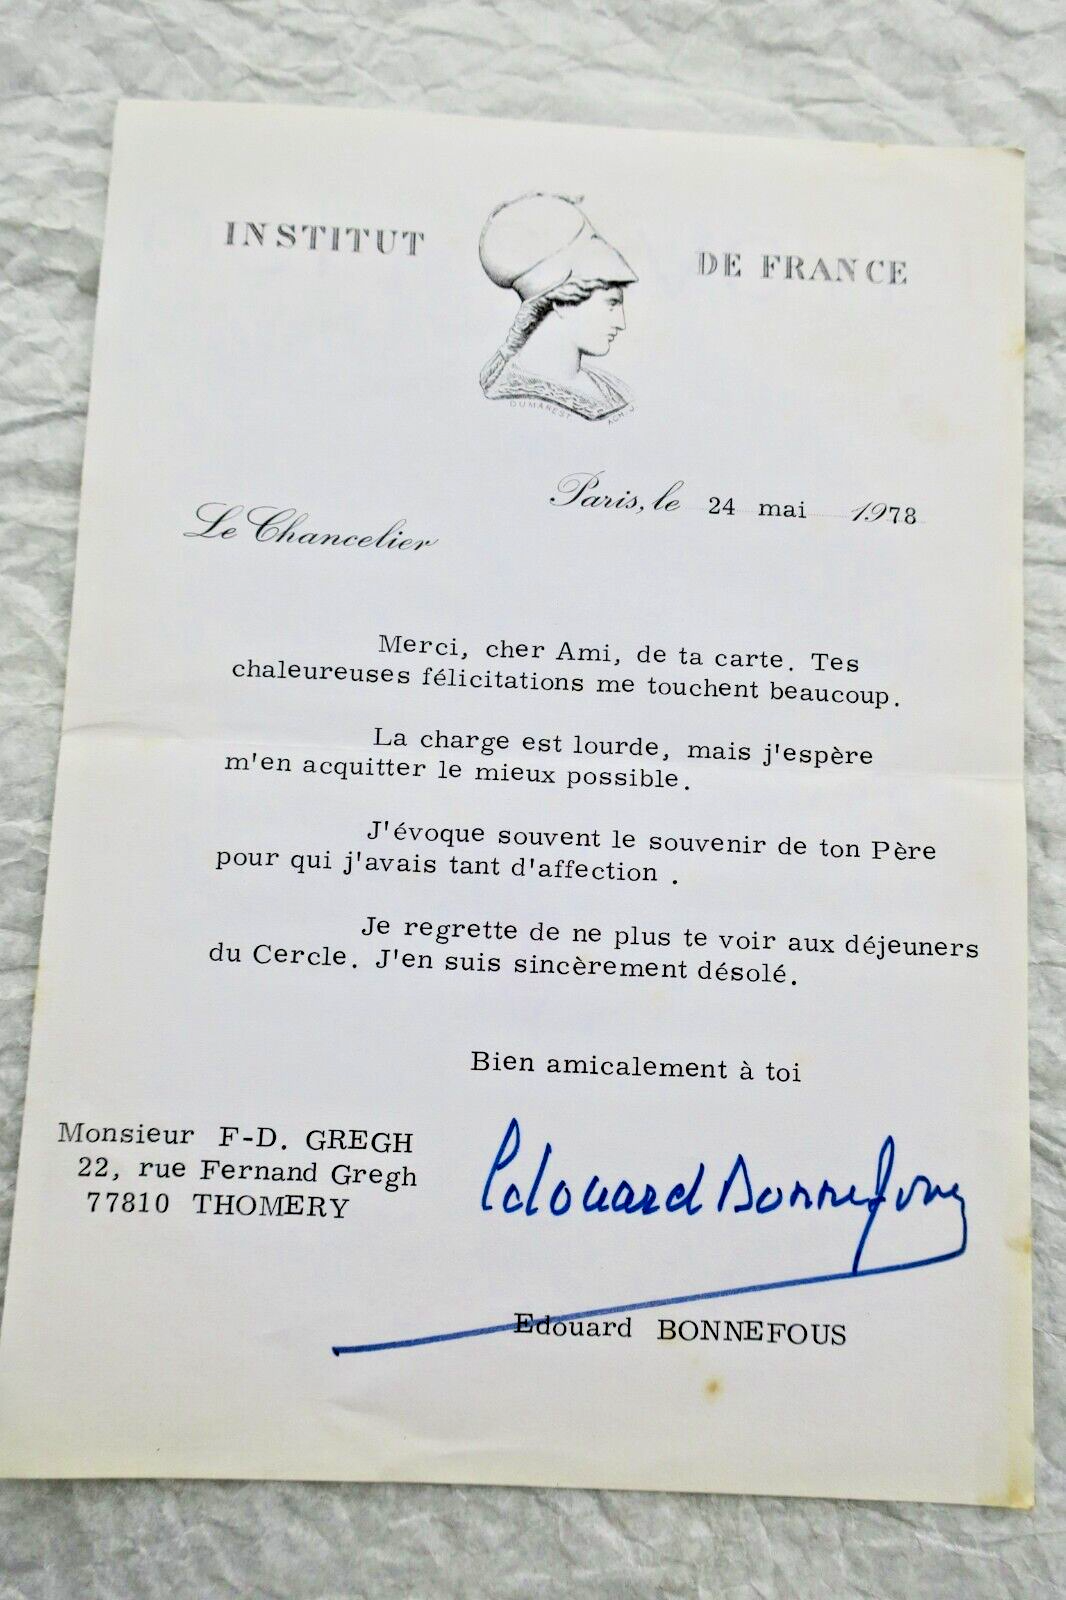 INSTITUT DE FRANCE
DUMAREST
Paris, le 24 mai 1978
Le Chancelier
Merci, cher Ami, de ta carte. Tes
chaleureuses félicitations me touchent beaucoup.
La charge est lourde, mais j'espère
m'en acquitter le mieux possible.
J'évoque souvent le souvenir de ton Père
pour qui j'avais tant d'affection .
Je regrette de ne plus te voir aux déjeuners
du Cercle. J'en suis sincèrement désolé.
Bien amicalement à toi
Monsieur F-D. GREGH
22, rue Fernand Gregh
77810 THOMERY
Edouard Bonnefous
Edouard BONNEFOUS